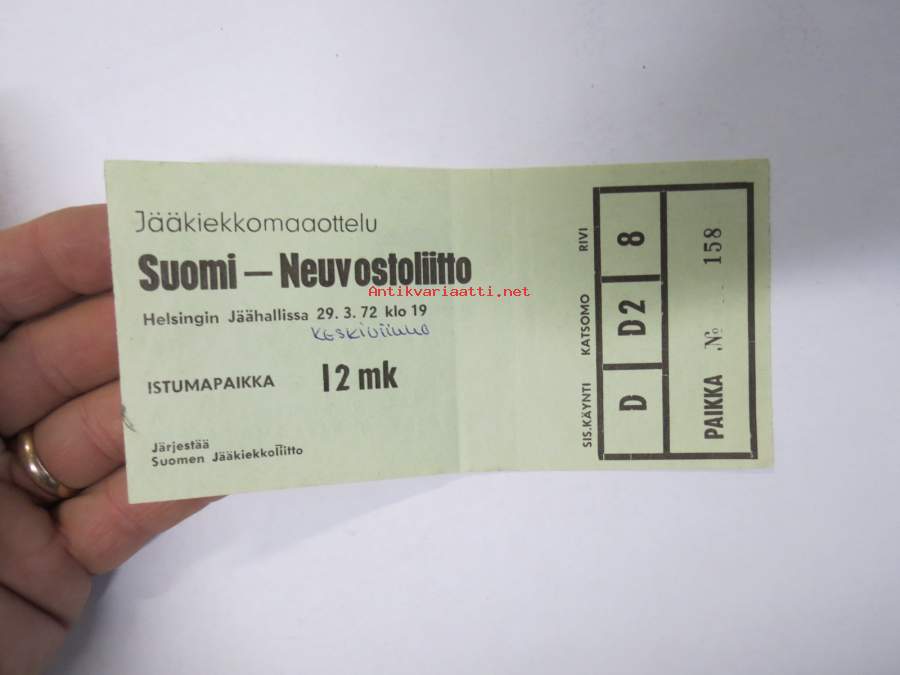 Jääkiekkomaaottelu
Suomi – Neuvostoliitto
Antikvariaatti.net
Helsingin Jäähallissa 29. 3. 72 klo 19
KESKIVIIKKO
ISTUMAPAIKKA 12 mk
Järjestää
Suomen Jääkiekkoliitto
SIS.KÄYNTI KATSOMO RIVI
D D2 8
PAIKKA № 158